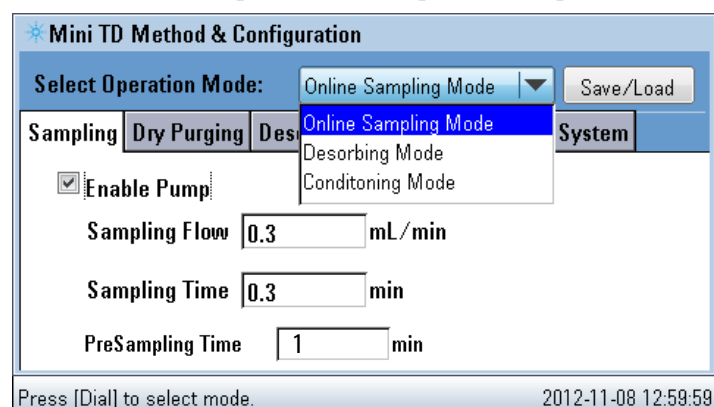 Mini TD Method & Configuration
Select Operation Mode: Online Sampling Mode Save/Load
Sampling Dry Purging Des Online Sampling Mode System
Desorbing Mode
Conditoning Mode
Enable Pump
Sampling Flow 0.3 mL/min
Sampling Time 0.3 min
PreSampling Time 1 min
Press [Dial] to select mode. 2012-11-08 12:59:59